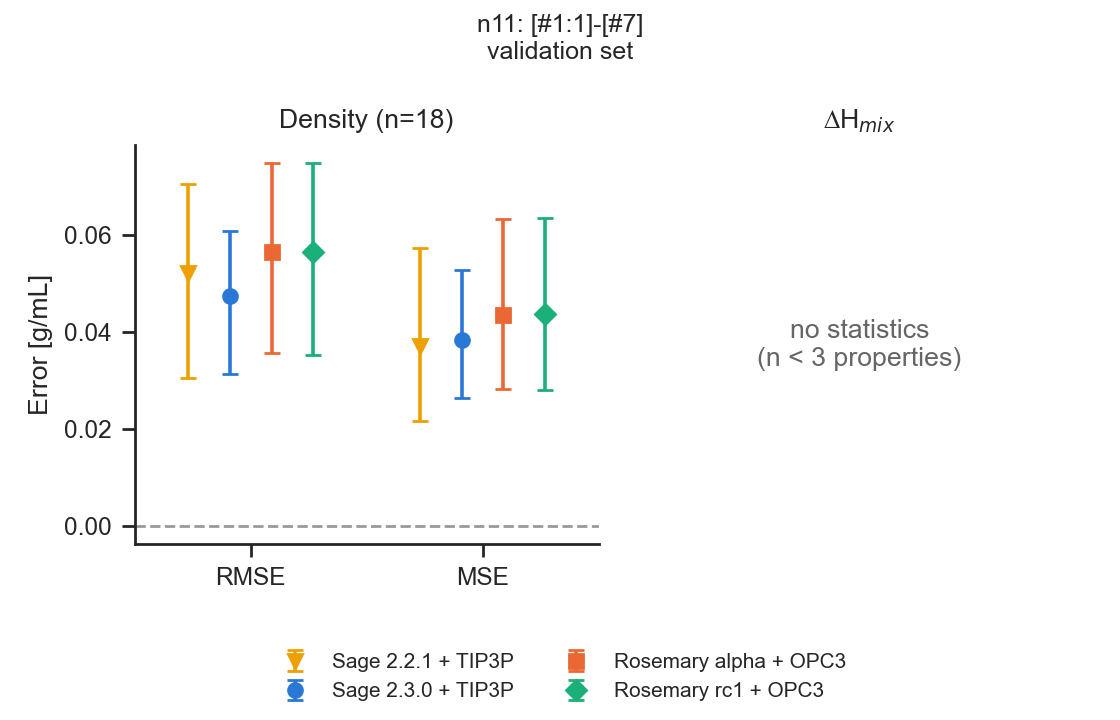 n11: [#1:1]-[#7]
validation set
Density (n=18)
ΔHmix
Error [g/mL]
0.06
0.04
0.02
0.00
RMSE
MSE
no statistics
(n < 3 properties)
Sage 2.2.1 + TIP3P
Sage 2.3.0 + TIP3P
Rosemary alpha + OPC3
Rosemary rc1 + OPC3